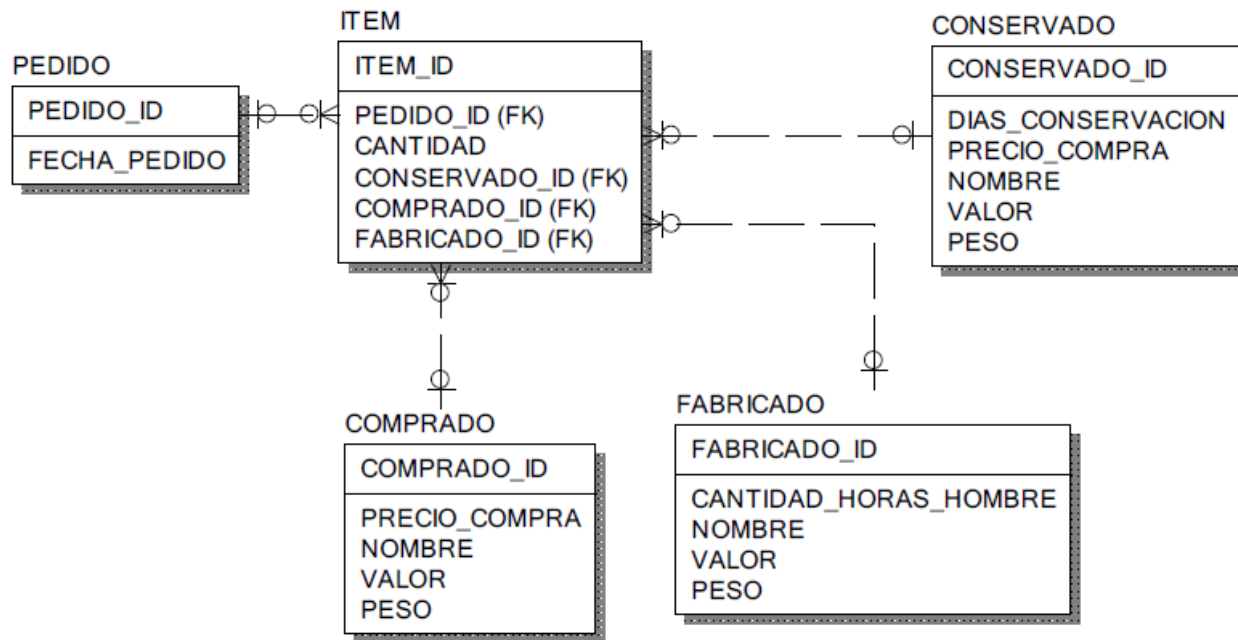 PEDIDO
PEDIDO_ID
FECHA_PEDIDO
ITEM
ITEM_ID
PEDIDO_ID (FK)
CANTIDAD
CONSERVADO_ID (FK)
COMPRADO_ID (FK)
FABRICADO_ID (FK)
CONSERVADO
CONSERVADO_ID
DIAS_CONSERVACION
PRECIO_COMPRA
NOMBRE
VALOR
PESO
COMPRADO
COMPRADO_ID
PRECIO_COMPRA
NOMBRE
VALOR
PESO
FABRICADO
FABRICADO_ID
CANTIDAD_HORAS_HOMBRE
NOMBRE
VALOR
PESO